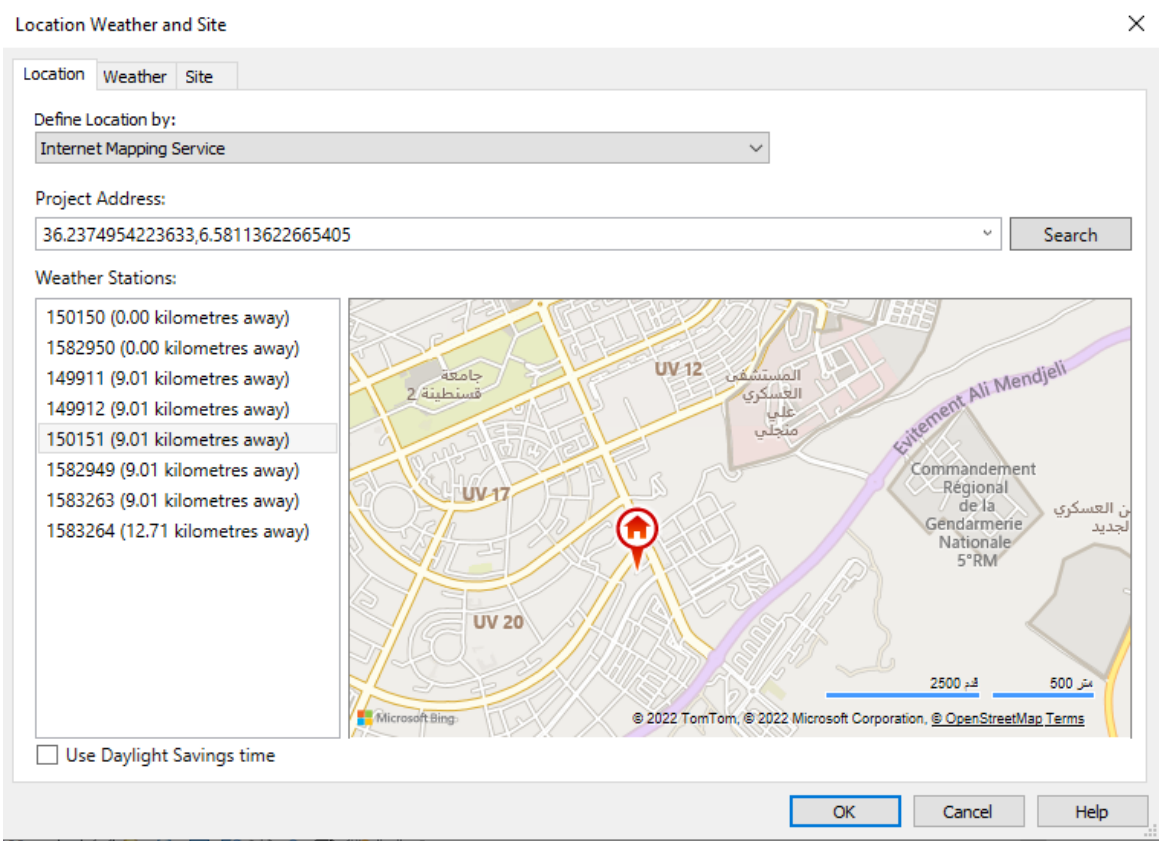 Location Weather and Site
Location
Weather
Site
Define Location by:
Internet Mapping Service
Project Address:
36.2374954223633,6.58113622665405
Search
Weather Stations:
150150 (0.00 kilometres away)
1582950 (0.00 kilometres away)
149911 (9.01 kilometres away)
149912 (9.01 kilometres away)
150151 (9.01 kilometres away)
1582949 (9.01 kilometres away)
1583263 (9.01 kilometres away)
1583264 (12.71 kilometres away)
جامعة
قسنطينة 2
UV 12
المستشفى
العسكري
علي
منجلي
Evitement Ali Mendjeli
UV 17
Commandement
Régional
de la
Gendarmerie
Nationale
5°RM
العسكري
الجديد
UV 20
2500 قدم
500 متر
Microsoft Bing
© 2022 TomTom, © 2022 Microsoft Corporation, © OpenStreetMap Terms
Use Daylight Savings time
OK
Cancel
Help